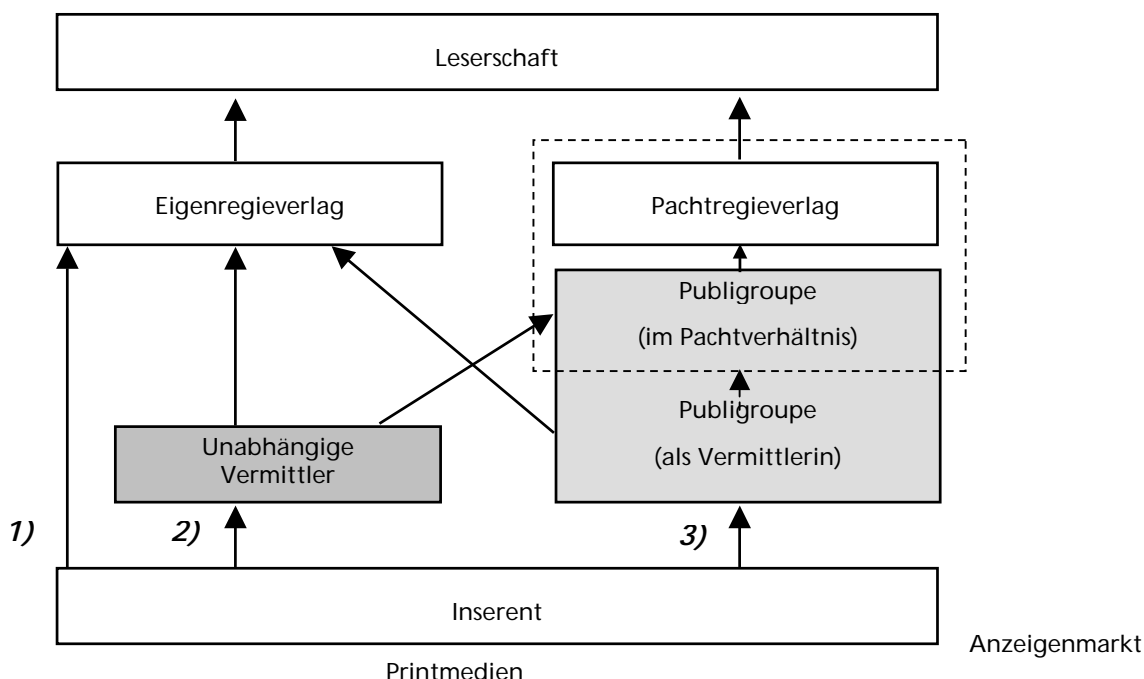 Leserschaft
Eigenregieverlag
Pachtregieverlag
Publigroupe
(im Pachtverhältnis)
Publigroupe
(als Vermittlerin)
Unabhängige
Vermittler
1)
2)
3)
Inserent
Anzeigenmarkt
Printmedien